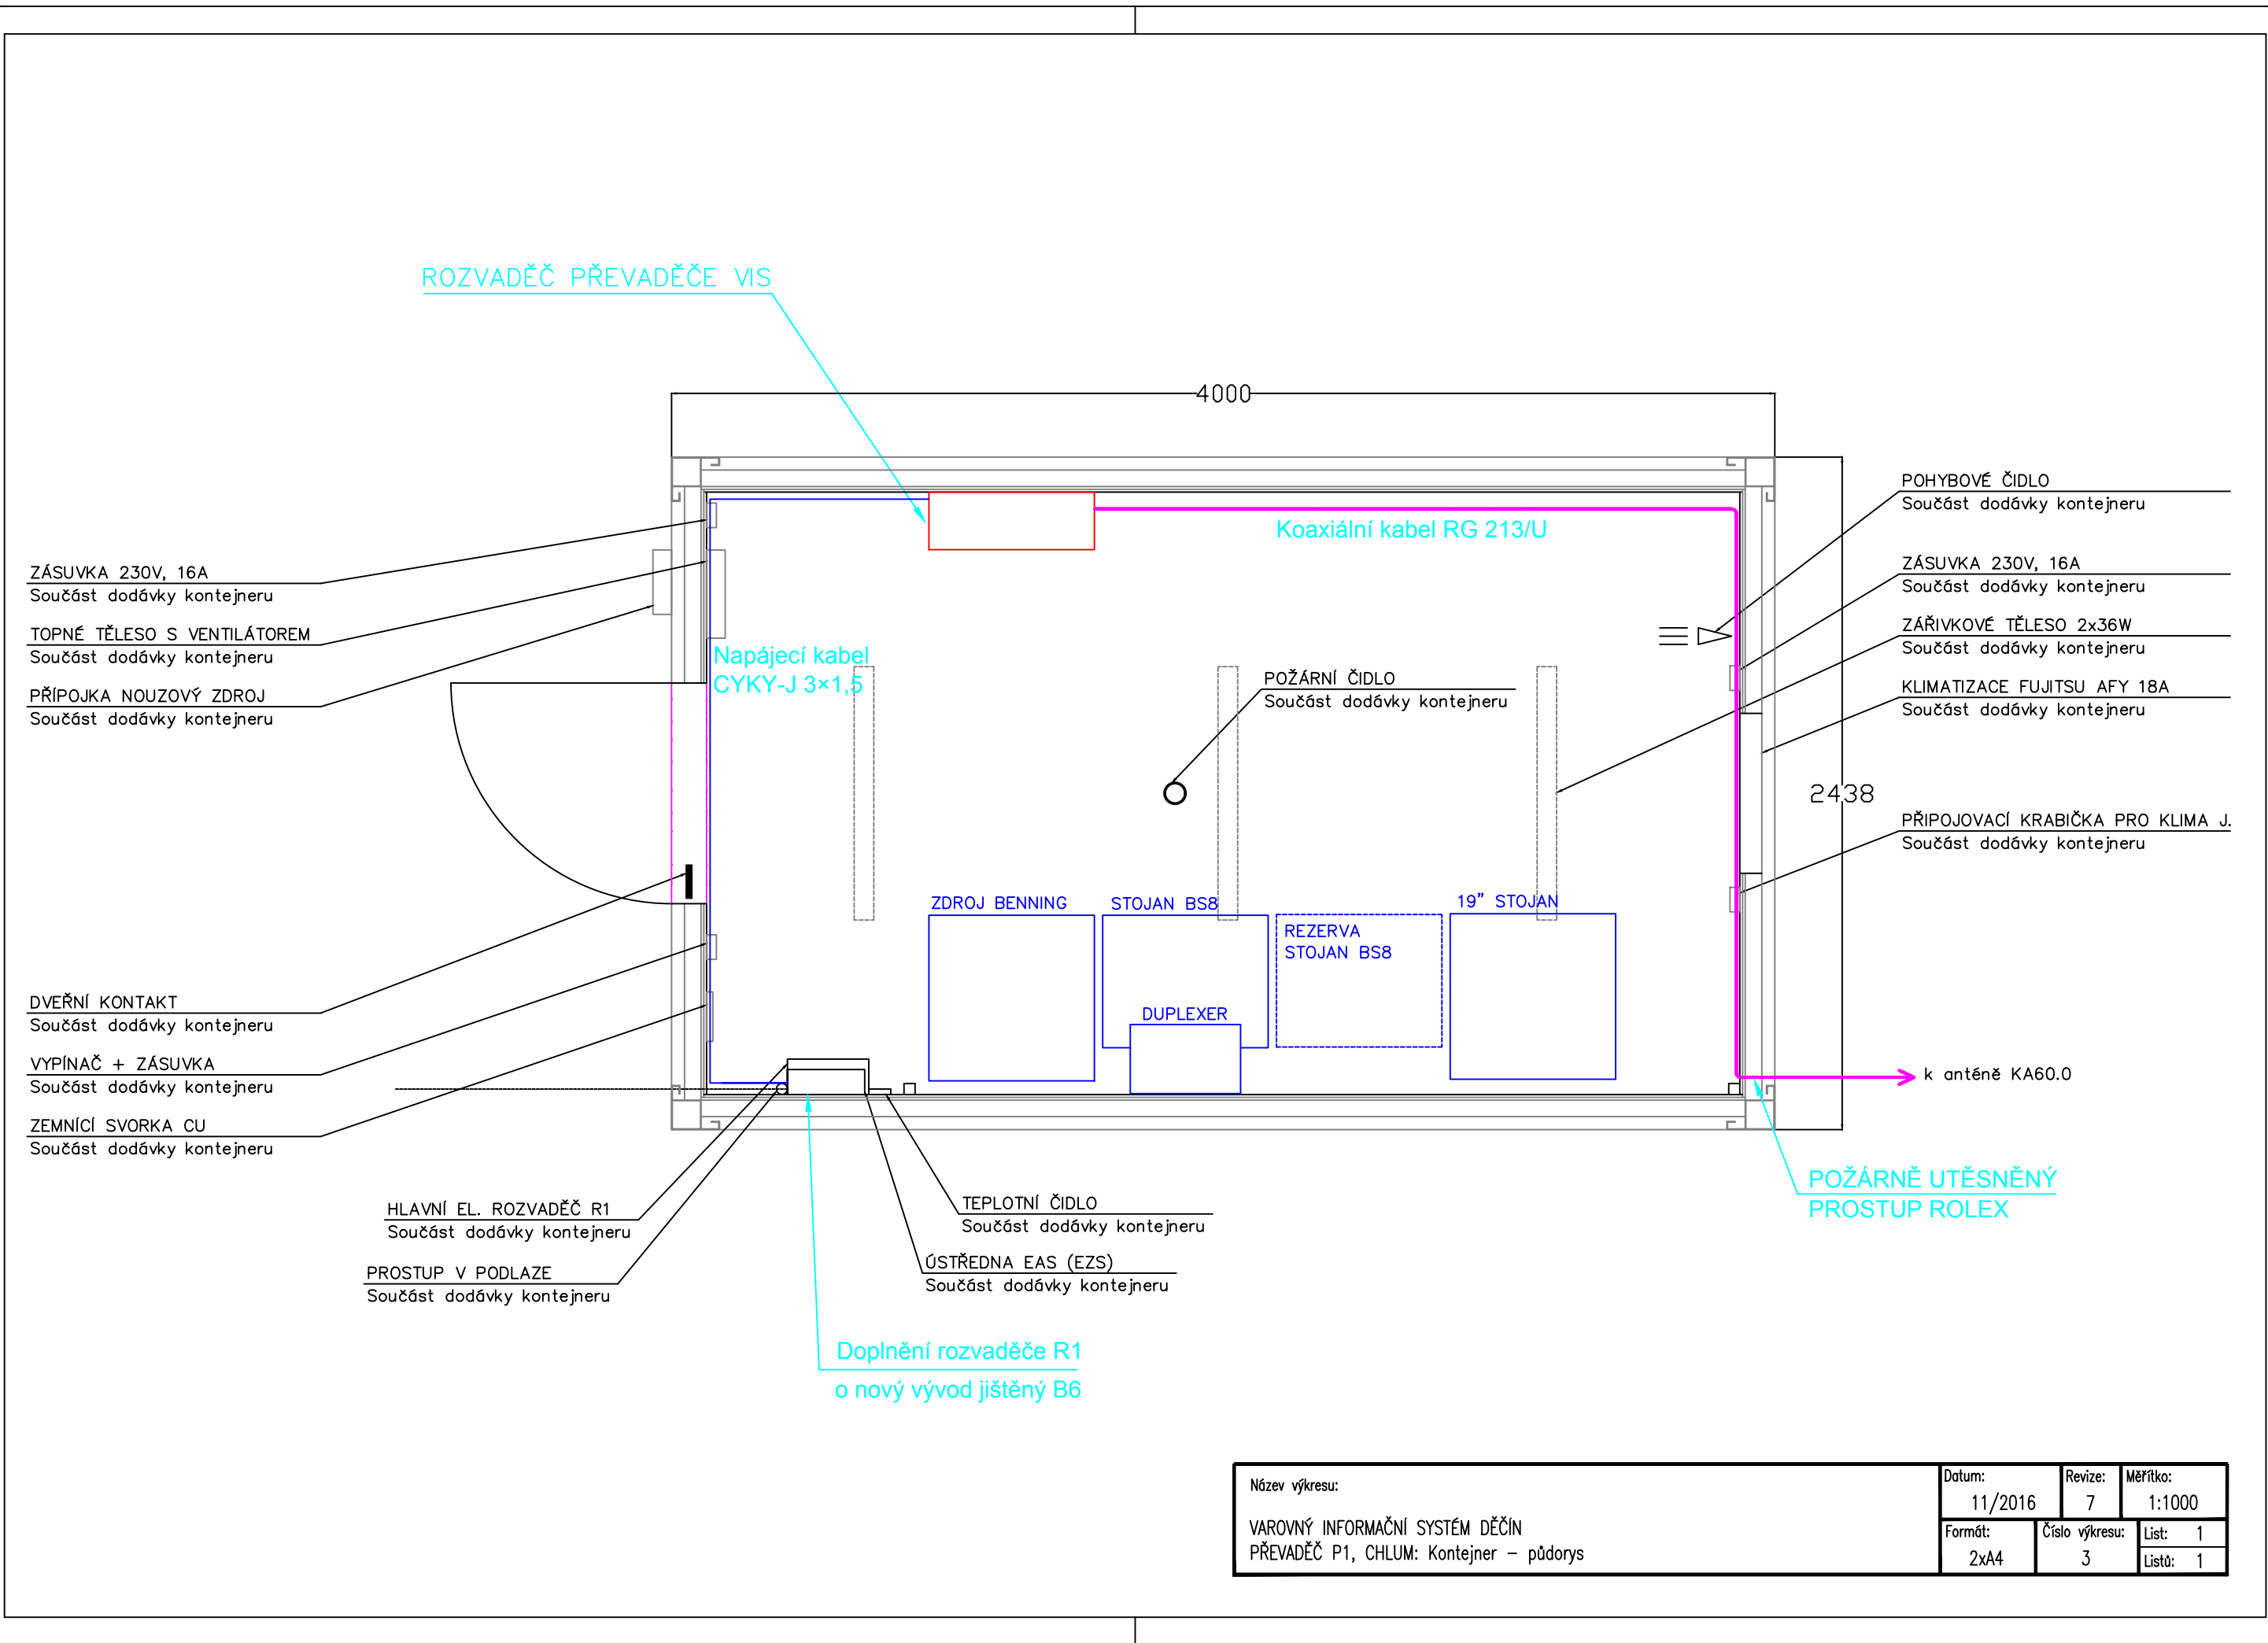 ROZVADĚČ PŘEVADĚČE VIS
4000
Koaxiální kabel RG 213/U
POHYBOVÉ ČIDLO
Součást dodávky kontejneru
ZÁSUVKA 230V, 16A
Součást dodávky kontejneru
ZÁŘIVKOVÉ TĚLESO 2x36W
Součást dodávky kontejneru
KLIMATIZACE FUJITSU AFY 18A
Součást dodávky kontejneru
2438
PŘIPOJOVACÍ KRABIČKA PRO KLIMA J.
Součást dodávky kontejneru
ZÁSUVKA 230V, 16A
Součást dodávky kontejneru
TOPNÉ TĚLESO S VENTILÁTOREM
Součást dodávky kontejneru
PŘÍPOJKA NOUZOVÝ ZDROJ
Součást dodávky kontejneru
Napájecí kabel
CYKY-J 3×1,5
POŽÁRNÍ ČIDLO
Součást dodávky kontejneru
ZDROJ BENNING
STOJAN BS8
REZERVA
STOJAN BS8
19" STOJAN
DUPLEXER
DVEŘNÍ KONTAKT
Součást dodávky kontejneru
VYPÍNAČ + ZÁSUVKA
Součást dodávky kontejneru
ZEMNÍCÍ SVORKA CU
Součást dodávky kontejneru
k anténě KA60.0
POŽÁRNĚ UTĚSNĚNÝ
PROSTUP ROLEX
HLAVNÍ EL. ROZVADĚČ R1
Součást dodávky kontejneru
PROSTUP V PODLAZE
Součást dodávky kontejneru
TEPLOTNÍ ČIDLO
Součást dodávky kontejneru
ÚSTŘEDNA EAS (EZS)
Součást dodávky kontejneru
Doplnění rozvaděče R1
o nový vývod jištěný B6
Název výkresu:
VAROVNÝ INFORMAČNÍ SYSTÉM DĚČÍN
PŘEVADĚČ P1, CHLUM: Kontejner – půdorys
Datum:
11/2016
Revize:
7
Měřítko:
1:1000
Formát:
2xA4
Číslo výkresu:
3
List: 1
Listů: 1